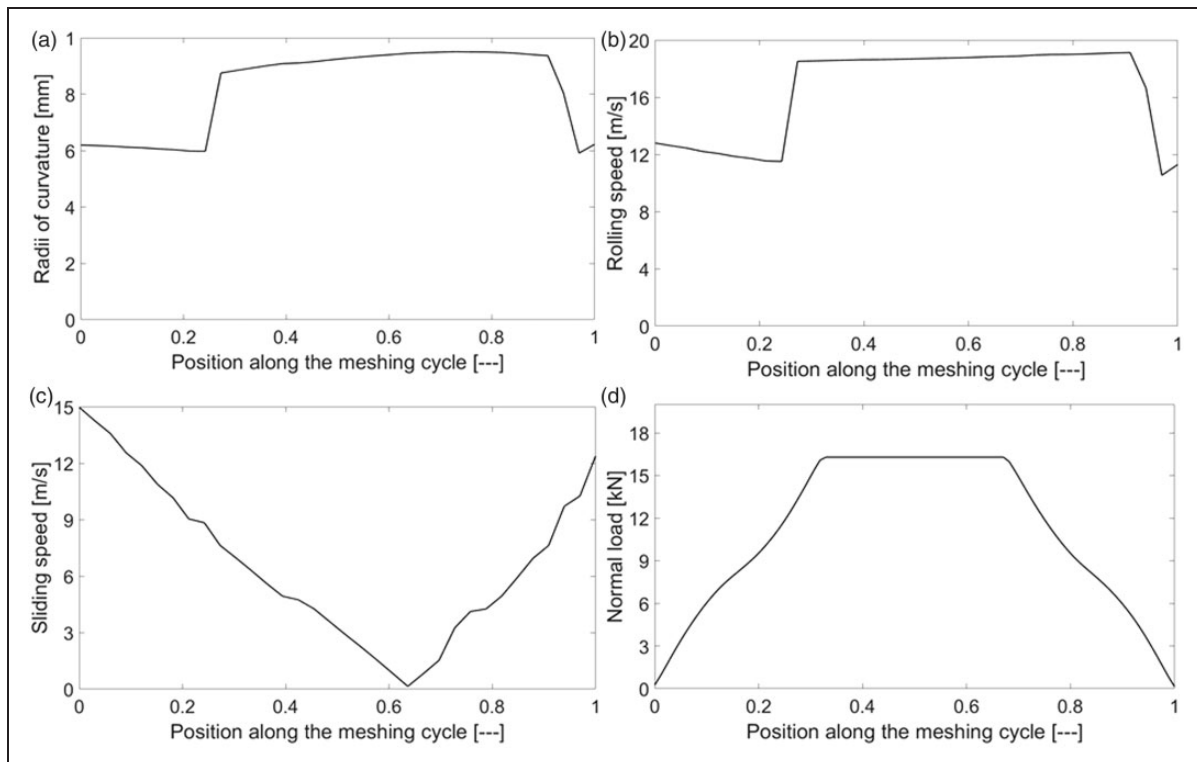 (a)
1
8
6
4
2
0
Radii of curvature [mm]
0 0.2 0.4 0.6 0.8 1
Position along the meshing cycle [---]
(b)
20
16
12
8
4
0
Rolling speed [m/s]
0 0.2 0.4 0.6 0.8 1
Position along the meshing cycle [---]
(c)
15
12
9
6
3
0
Sliding speed [m/s]
0 0.2 0.4 0.6 0.8 1
Position along the meshing cycle [---]
(d)
18
15
12
9
6
3
0
Normal load [kN]
0 0.2 0.4 0.6 0.8 1
Position along the meshing cycle [---]